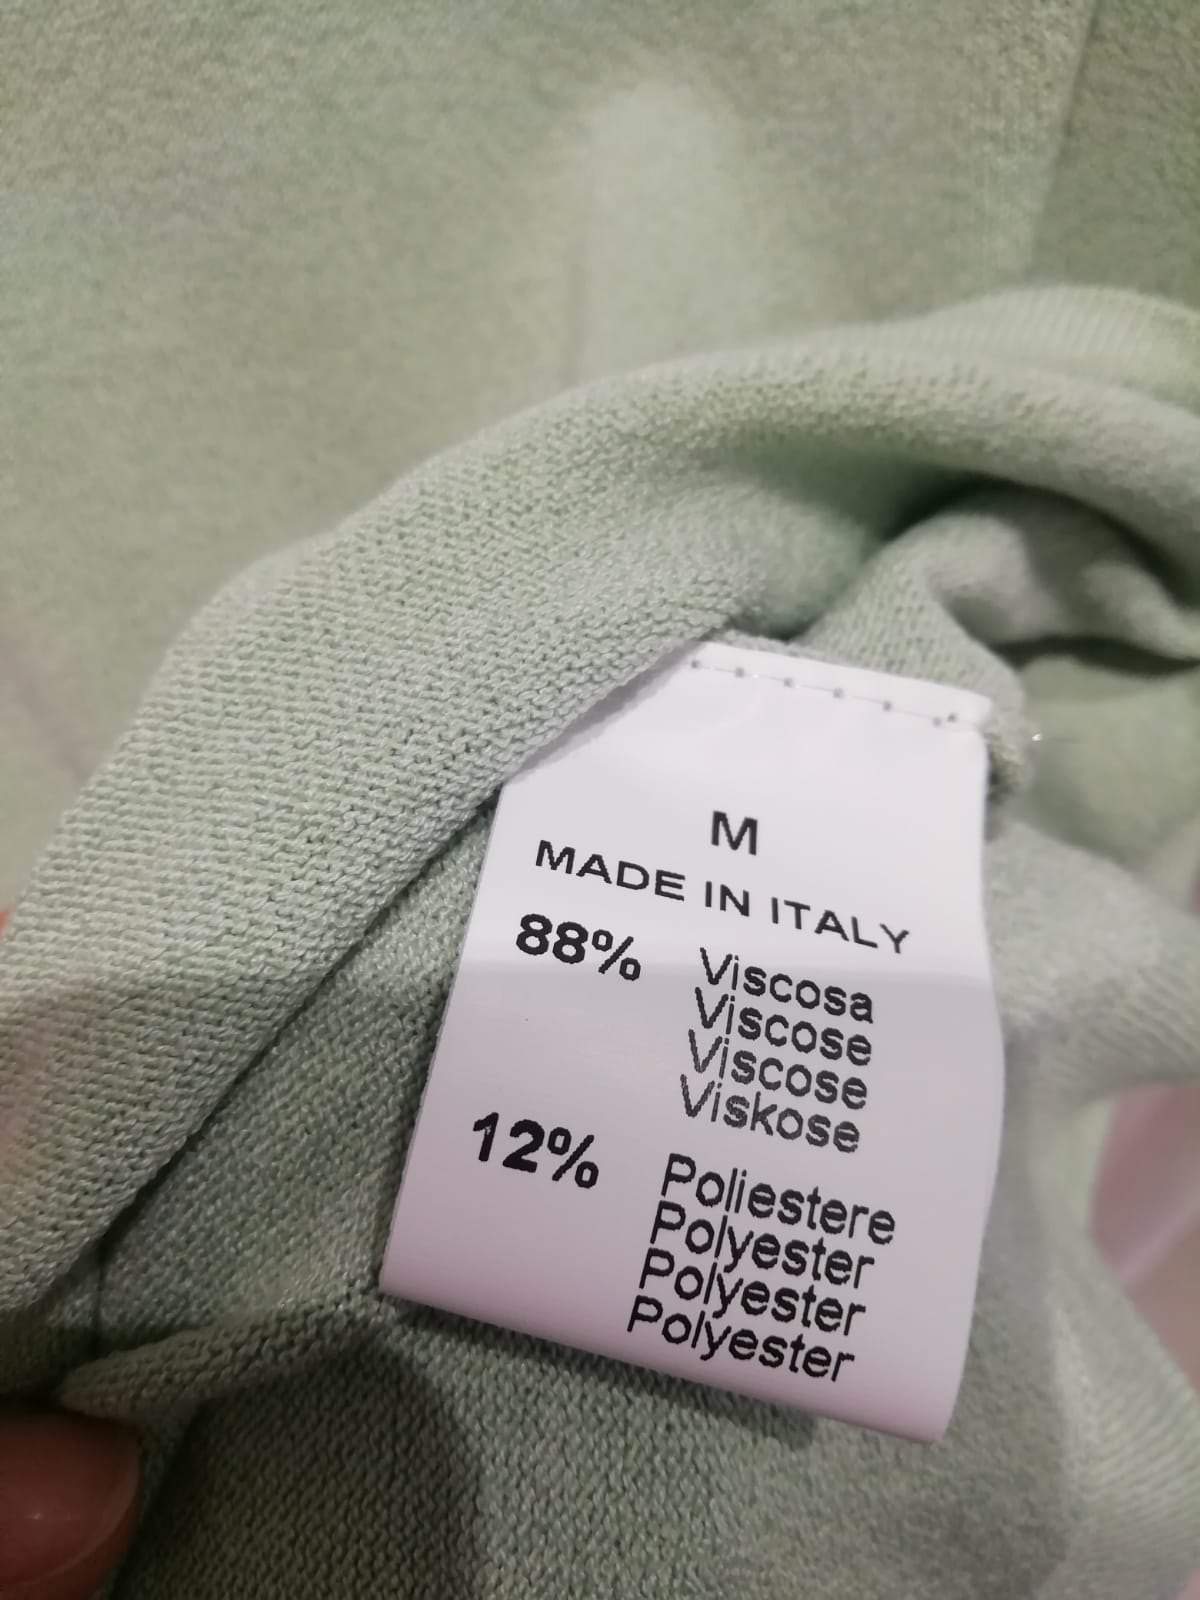 M
MADE IN ITALY
88% Viscosa
Viscose
Viscose
Viskose
12% Poliestere
Polyester
Polyester
Polyester